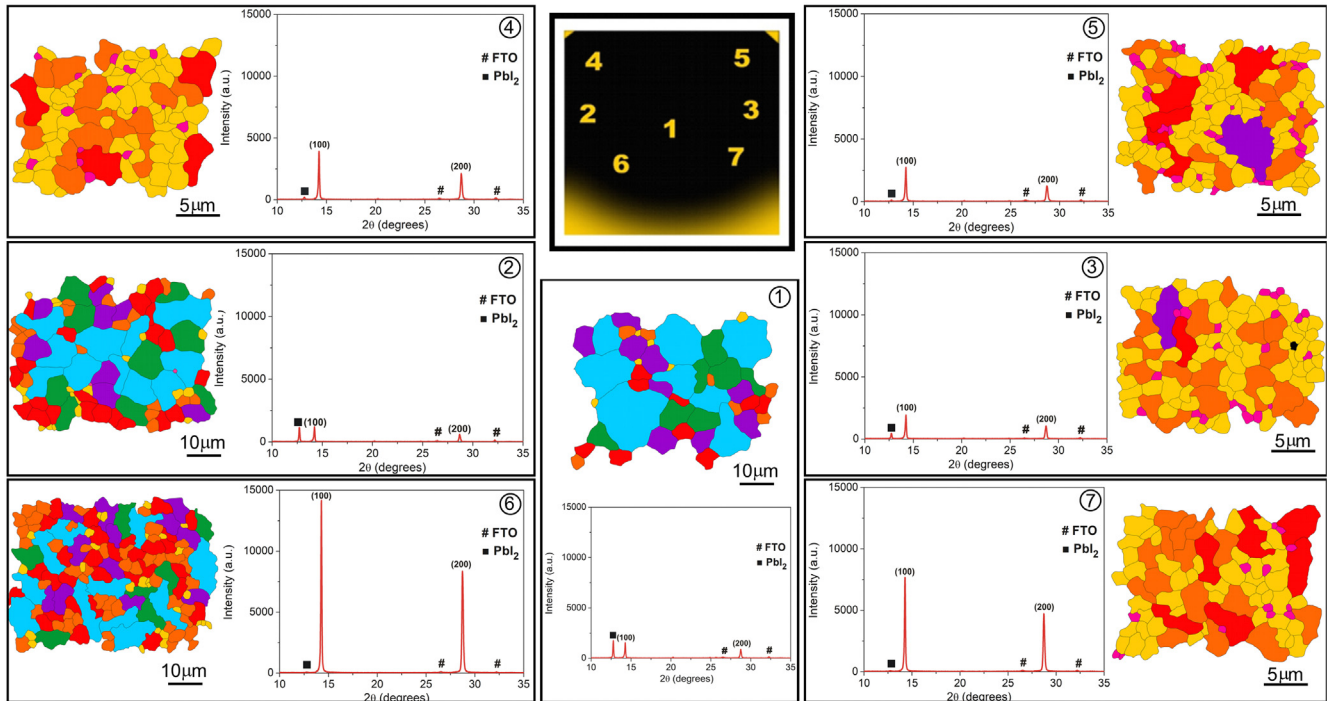 ④
# FTO
■ PbI₂
15000
10000
5000
0
Intensity (a.u.)
(100)
(200)
# #
10 15 20 25 30 35
2θ (degrees)
5μm
4 5
2 3
1
6 7
⑤
# FTO
■ PbI₂
15000
10000
5000
0
Intensity (a.u.)
(100)
(200)
# #
10 15 20 25 30 35
2θ (degrees)
5μm
②
# FTO
■ PbI₂
15000
10000
5000
0
Intensity (a.u.)
(100)
(200)
# #
10 15 20 25 30 35
2θ (degrees)
10μm
①
10μm
# FTO
■ PbI₂
15000
10000
5000
0
Intensity (a.u.)
(100)
(200)
# #
10 15 20 25 30 35
2θ (degrees)
③
# FTO
■ PbI₂
15000
10000
5000
0
Intensity (a.u.)
(100)
(200)
# #
10 15 20 25 30 35
2θ (degrees)
5μm
⑥
# FTO
■ PbI₂
15000
10000
5000
0
Intensity (a.u.)
(100)
(200)
# #
10 15 20 25 30 35
2θ (degrees)
10μm
⑦
# FTO
■ PbI₂
15000
10000
5000
0
Intensity (a.u.)
(100)
(200)
# #
10 15 20 25 30 35
2θ (degrees)
5μm